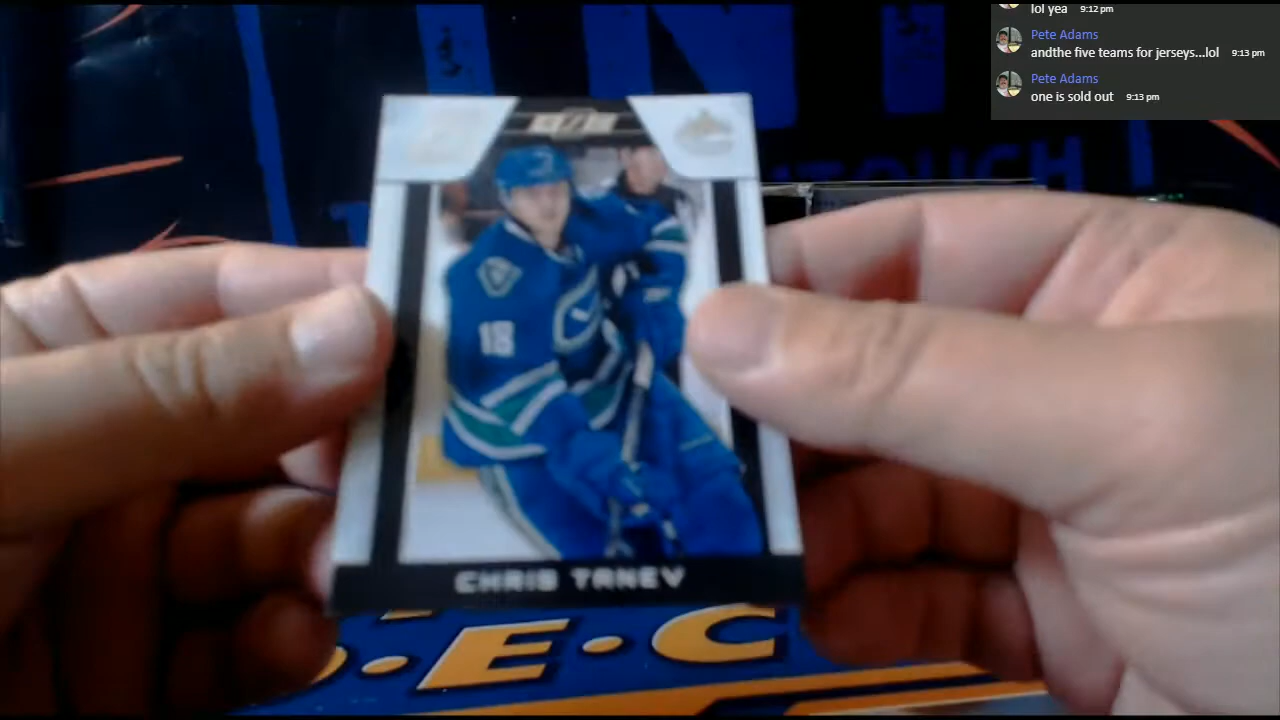 lol yea 9:12 pm
Pete Adams
andthe five teams for jerseys...lol 9:13 pm
Pete Adams
one is sold out 9:13 pm
TOUCH
18
CHRIS TANEV
E·C